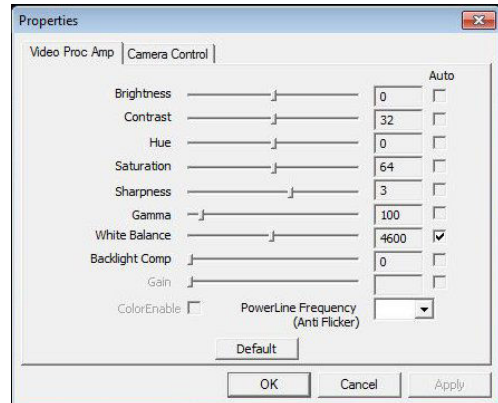 Properties
Video Proc Amp Camera Control
Auto
Brightness 0
Contrast 32
Hue 0
Saturation 64
Sharpness 3
Gamma 100
White Balance 4600
Backlight Comp 0
Gain
ColorEnable PowerLine Frequency
(Anti Flicker)
Default
OK Cancel Apply